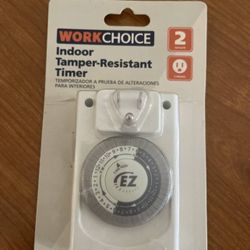 WORKCHOICE
Indoor
Tamper-Resistant
Timer
TEMPORIZADOR A PRUEBA DE ALTERACIONES
PARA INTERIORES
2
EZ